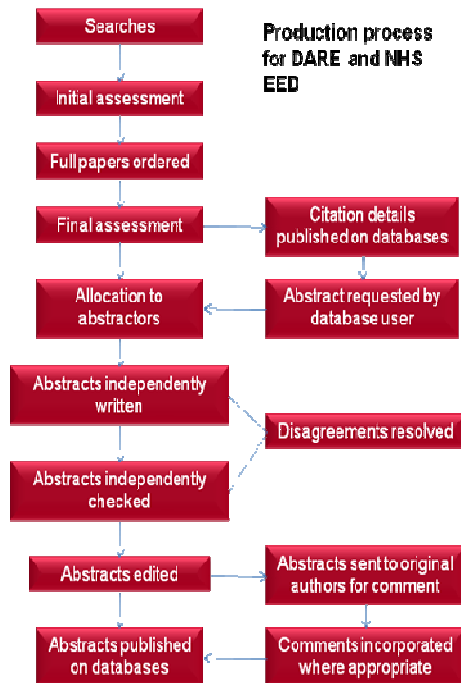 Searches
Production process
for DARE and NHS
EED
Initial assessment
Full papers ordered
Final assessment
Citation details
published on databases
Allocation to
abstractors
Abstract requested by
database user
Abstracts independently
written
Disagreements resolved
Abstracts independently
checked
Abstracts edited
Abstracts sent to original
authors for comment
Abstracts published
on databases
Comments incorporated
where appropriate